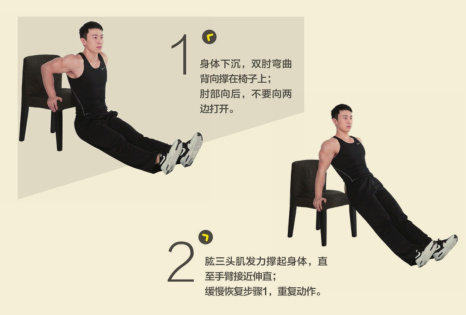 1
身体下沉，双肘弯曲
背向撑在椅子上；
肘部向后，不要向两
边打开。
2
肱三头肌发力撑起身体，直
至手臂接近伸直；
缓慢恢复步骤1，重复动作。